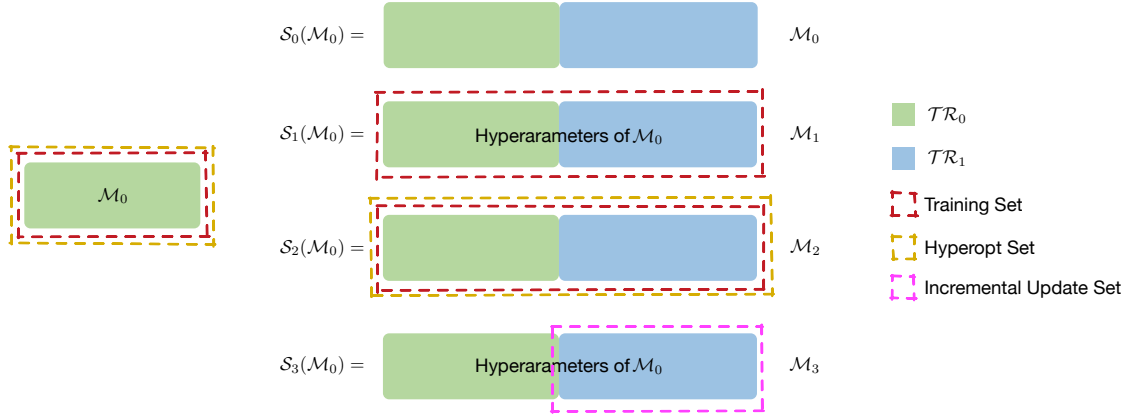 𝒮₀(ℳ₀) = ℳ₀
𝒮₁(ℳ₀) = Hyperarameters of ℳ₀ ℳ₁
ℳ₀
𝒮₂(ℳ₀) = ℳ₂
𝒮₃(ℳ₀) = Hyperarameters of ℳ₀ ℳ₃
𝒯ℛ₀
𝒯ℛ₁
Training Set
Hyperopt Set
Incremental Update Set